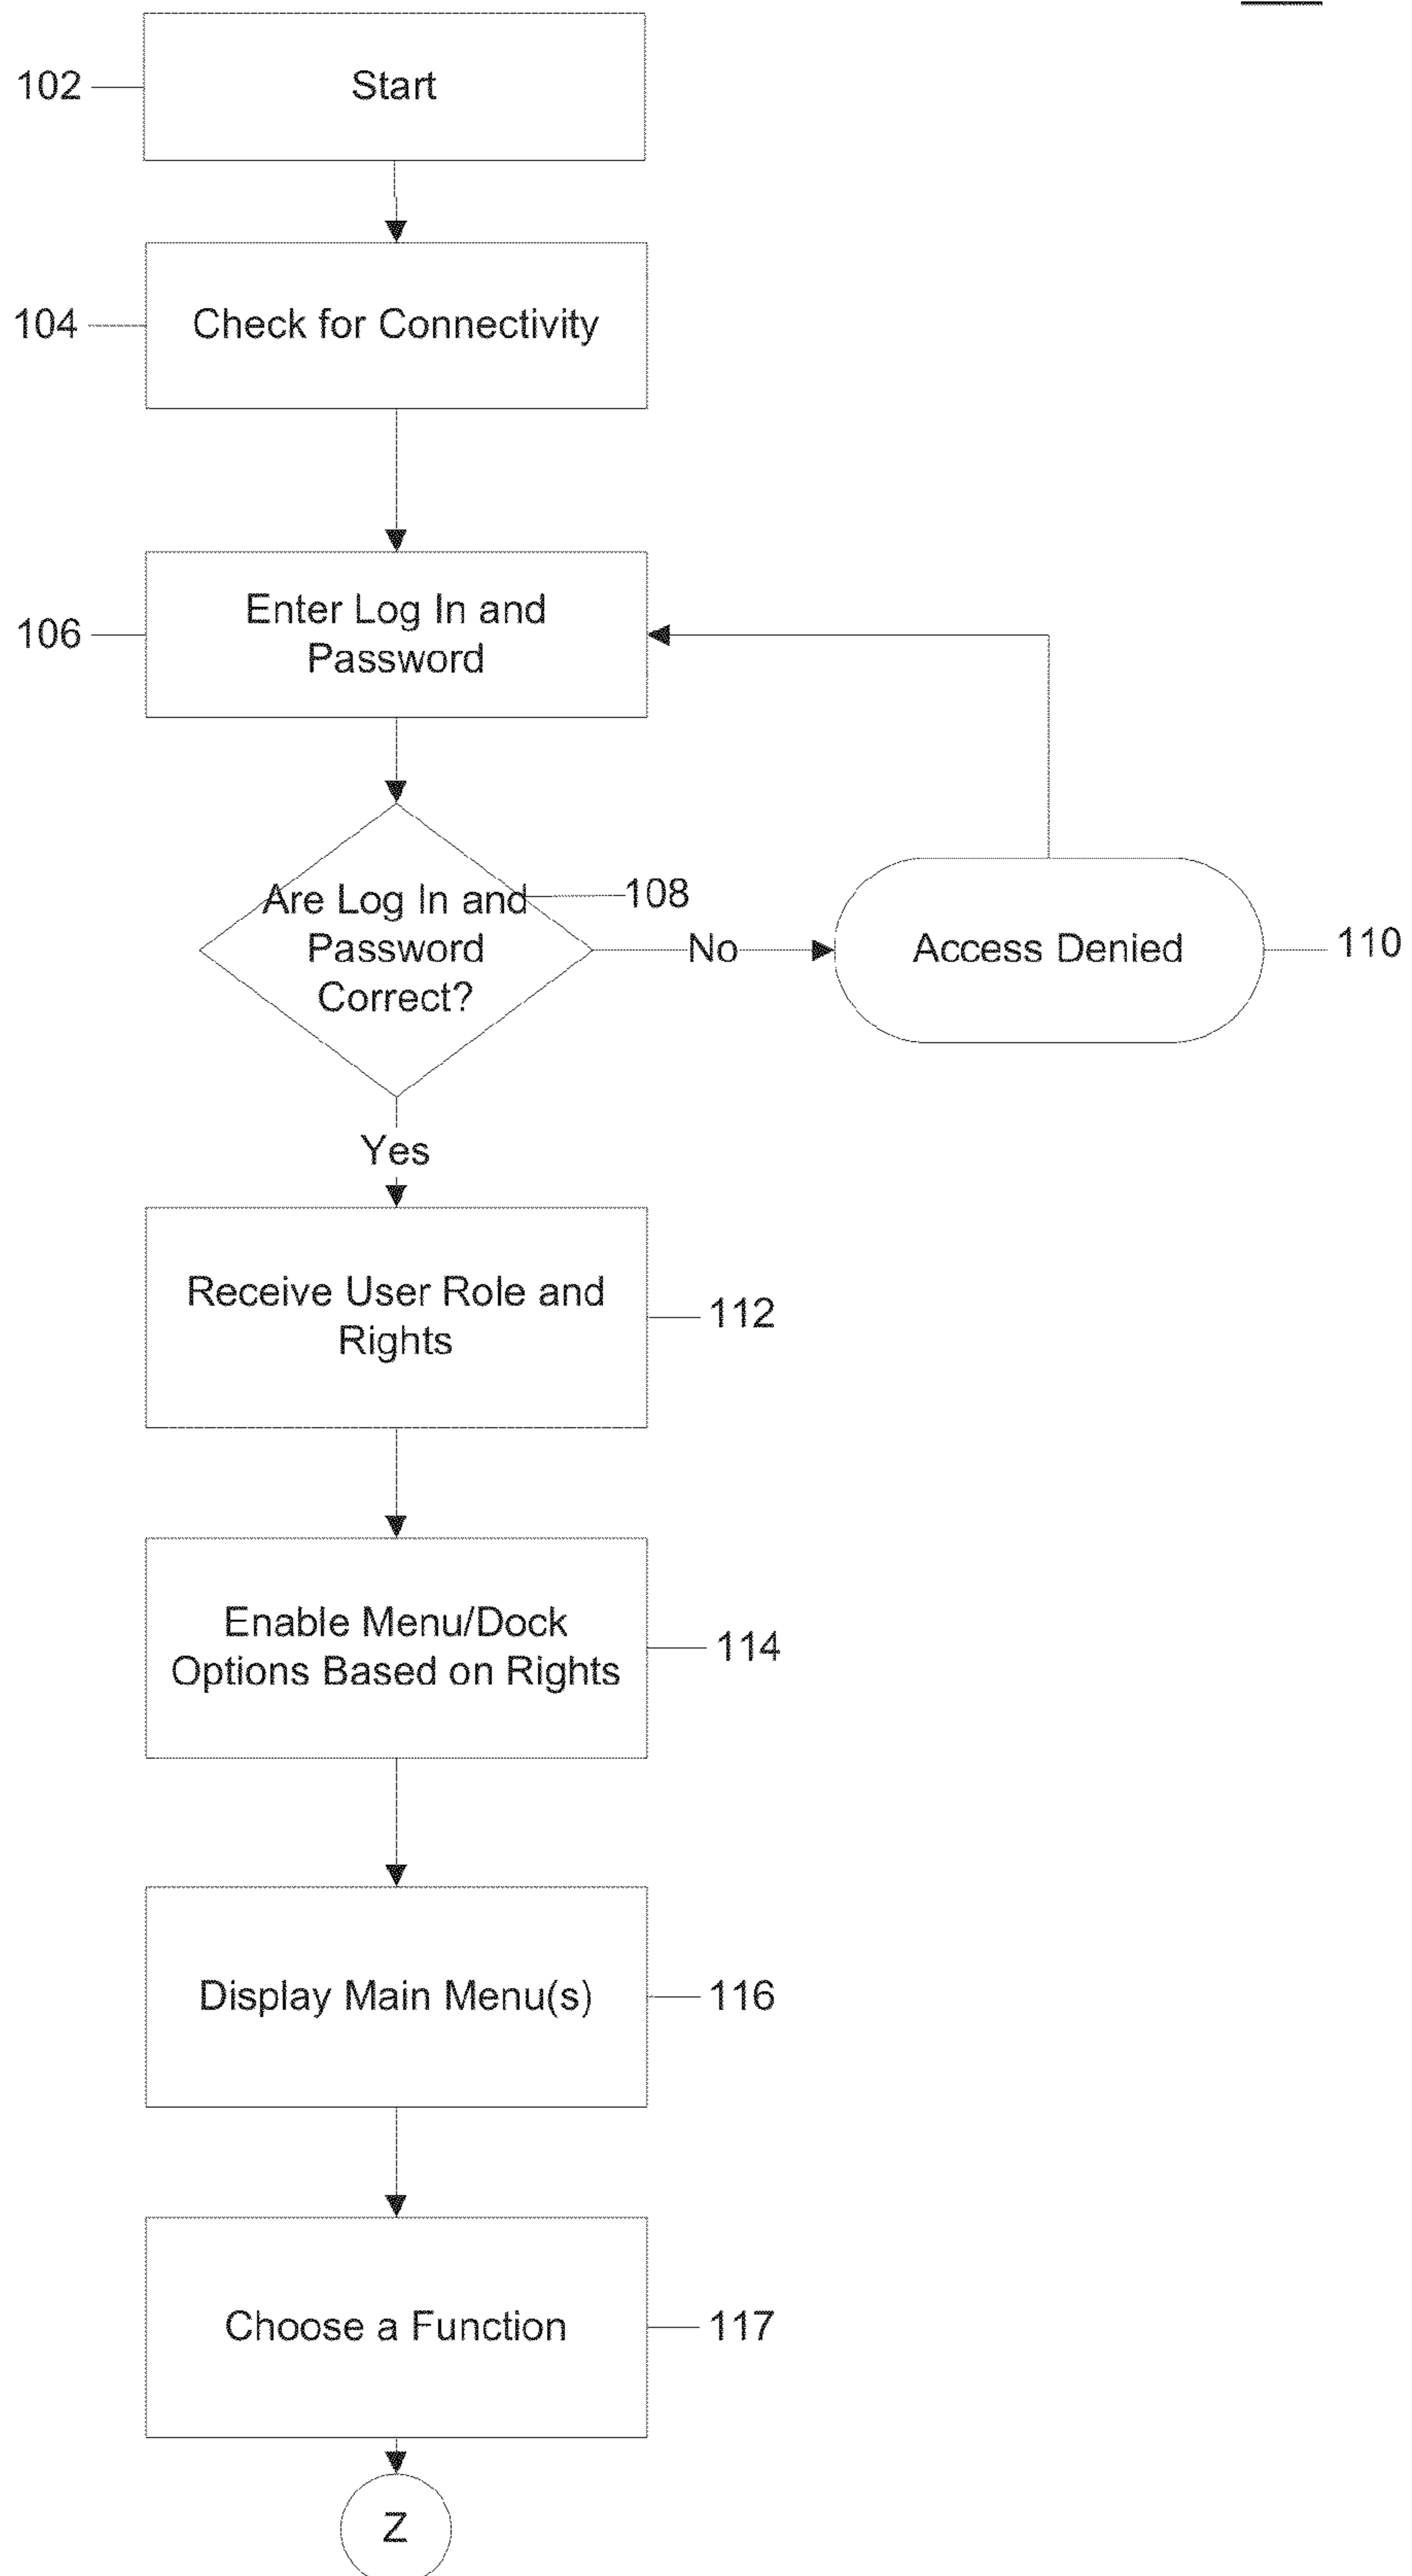 102
Start
104
Check for Connectivity
106
Enter Log In and
Password
Are Log In and
Password
Correct?
108
No
Access Denied
110
Yes
Receive User Role and
Rights
112
Enable Menu/Dock
Options Based on Rights
114
Display Main Menu(s)
116
Choose a Function
117
Z